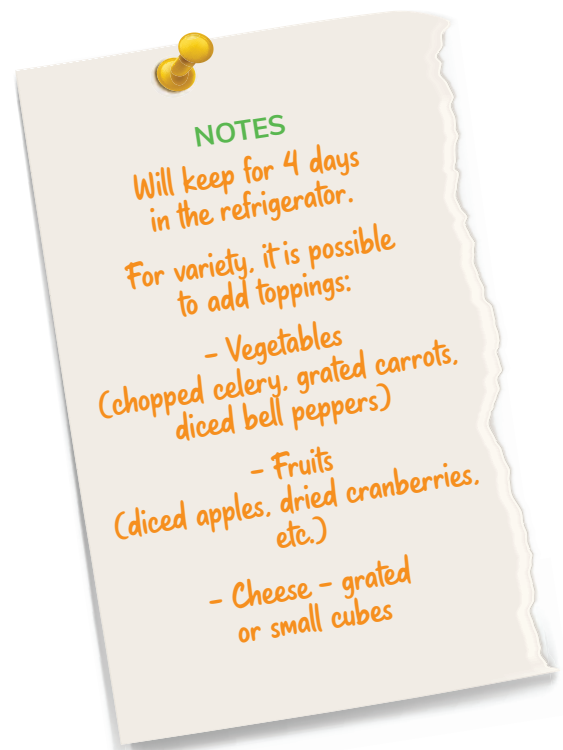 NOTES
Will keep for 4 days
in the refrigerator.
For variety, it is possible
to add toppings:
- Vegetables
(chopped celery, grated carrots,
diced bell peppers)
- Fruits
(diced apples, dried cranberries,
etc.)
- Cheese - grated
or small cubes